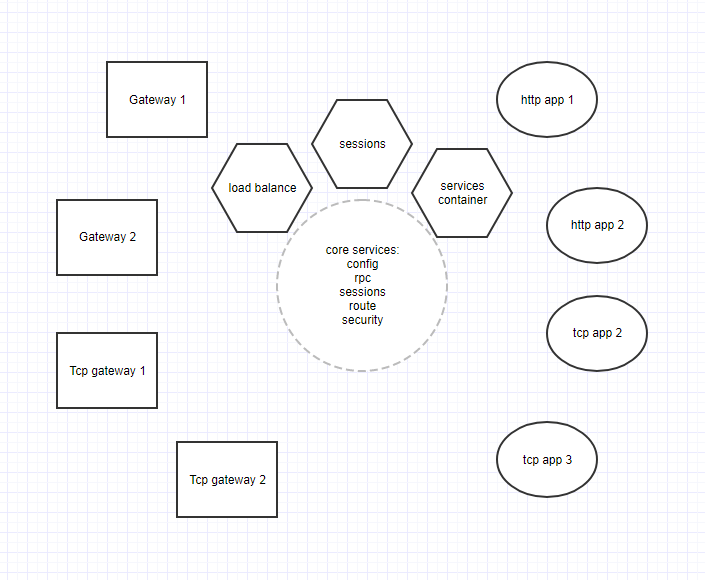 Gateway 1
http app 1
sessions
load balance
services
container
Gateway 2
http app 2
core services:
config
rpc
sessions
route
security
tcp app 2
Tcp gateway 1
tcp app 3
Tcp gateway 2